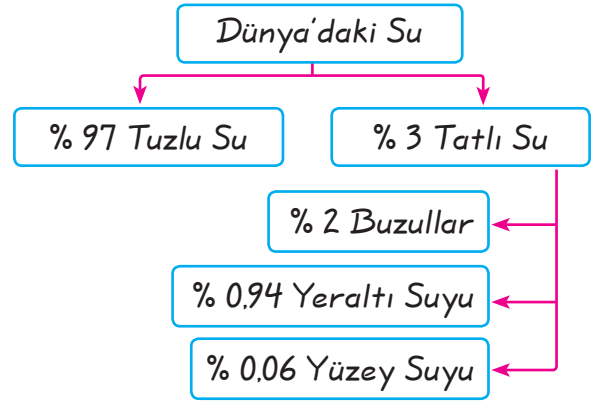 Dünya'daki Su
% 97 Tuzlu Su
% 3 Tatlı Su
% 2 Buzullar
% 0,94 Yeraltı Suyu
% 0,06 Yüzey Suyu